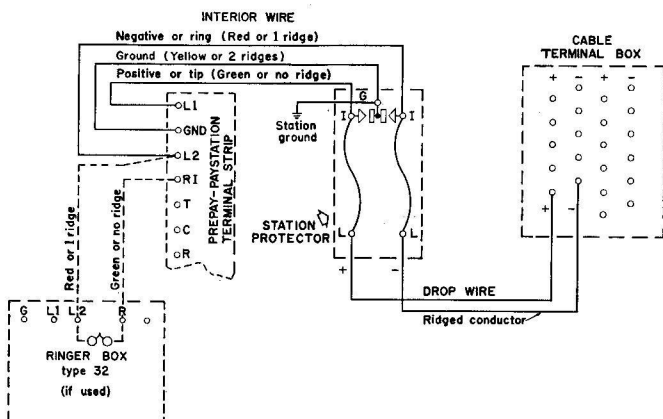 INTERIOR WIRE
Negative or ring (Red or 1 ridge)
Ground (Yellow or 2 ridges)
Positive or tip (Green or no ridge)
CABLE
TERMINAL BOX
+ - + -
+ -
G
I I
Station
ground
L1
GND
L2
RI
T
C
R
PREPAY-PAYSTATION
TERMINAL STRIP
STATION
PROTECTOR
L L
+ -
DROP WIRE
Ridged conductor
Red or 1 ridge
Green or no ridge
G L1 L2 R
RINGER BOX
type 32
(if used)